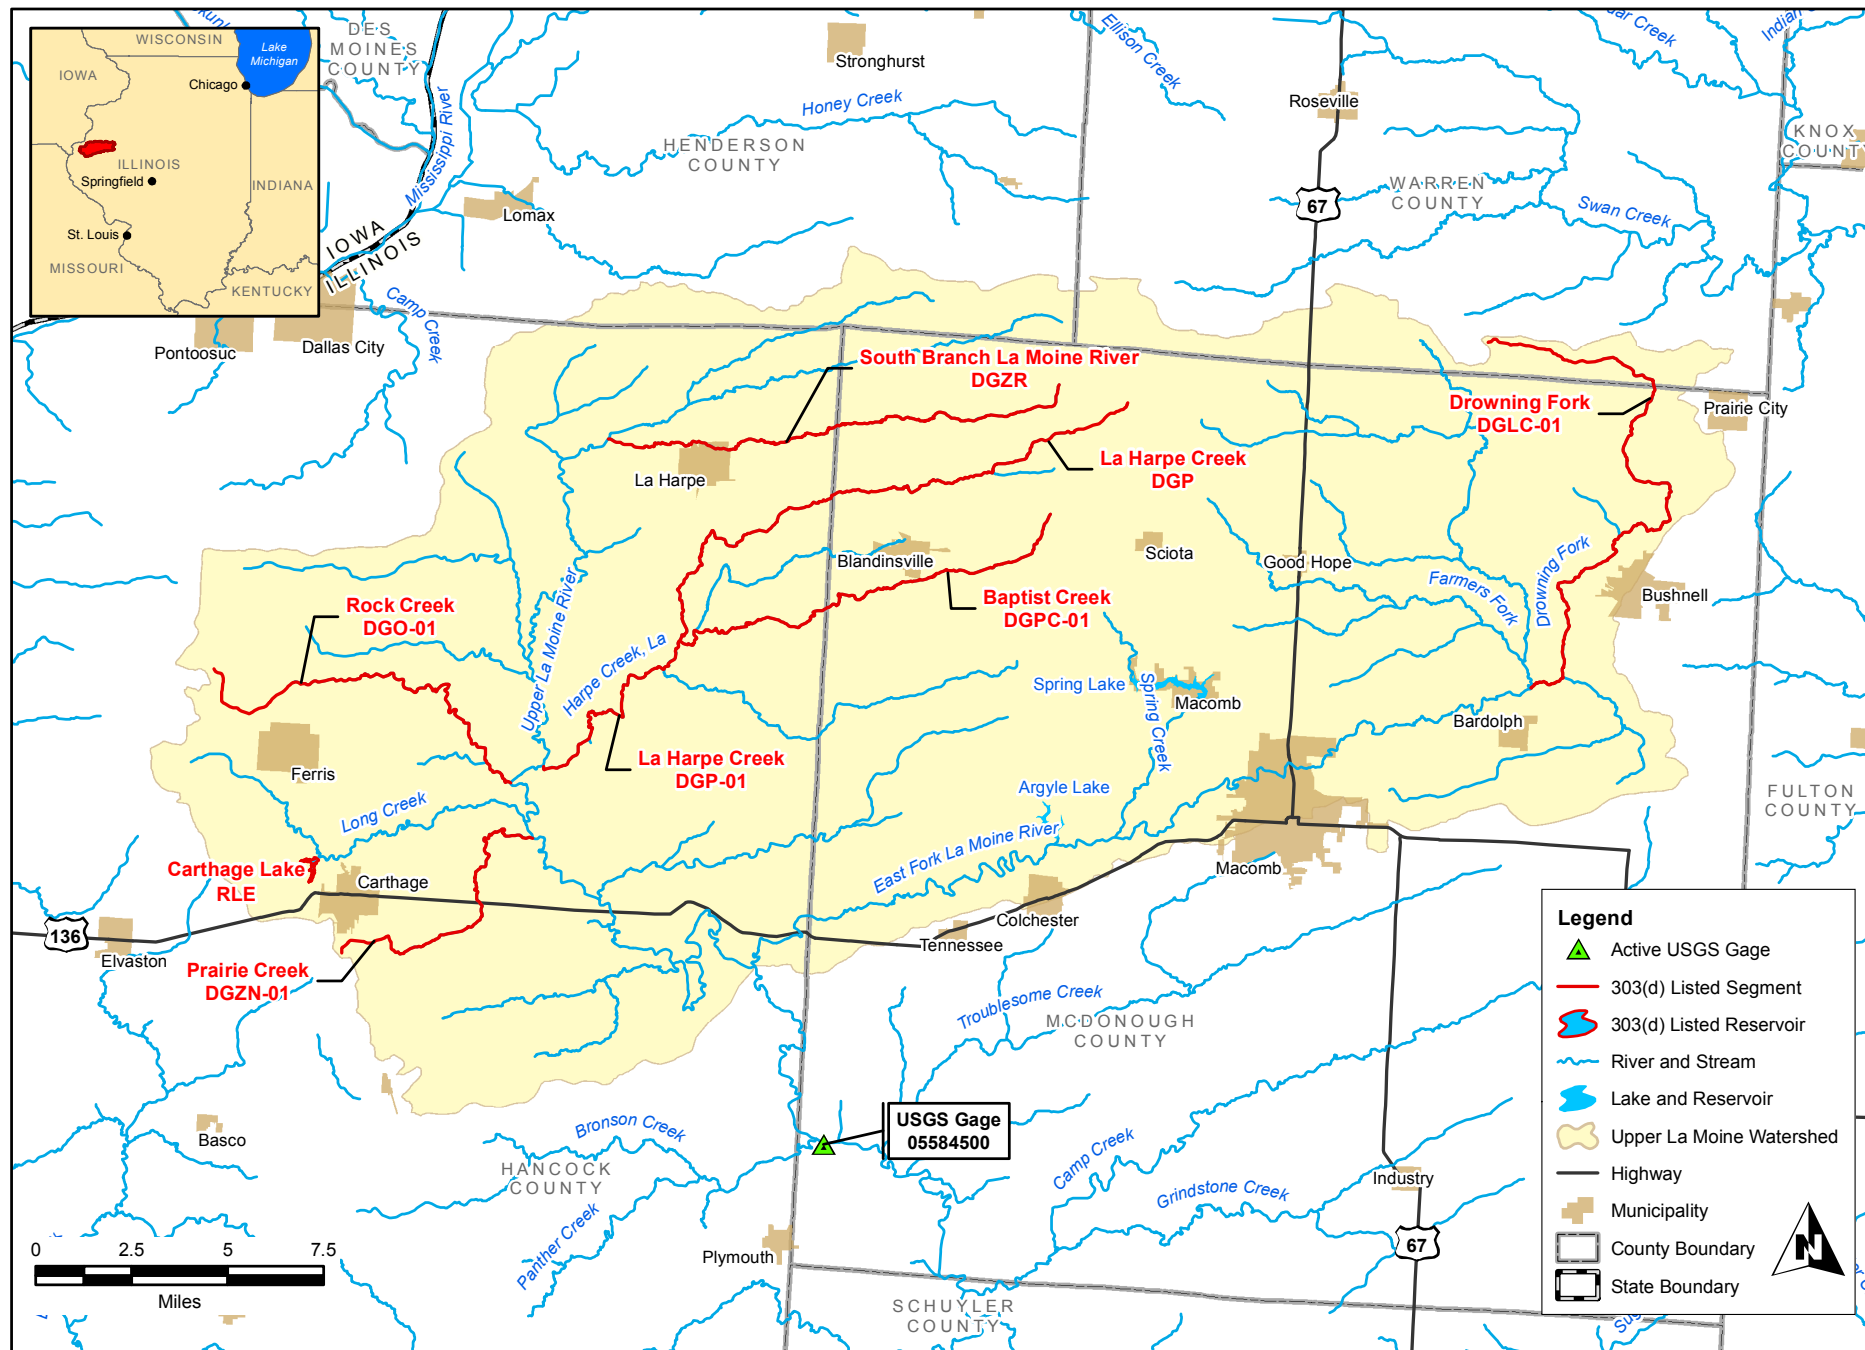 WISCONSIN
Lake
Michigan
IOWA
Chicago
ILLINOIS
Springfield
INDIANA
St. Louis
MISSOURI
KENTUCKY
DES
MOINES
COUNTY
Mississippi River
IOWA
ILLINOIS
Stronghurst
Honey Creek
Ellison Creek
HENDERSON
COUNTY
Lomax
Roseville
67
WARREN
COUNTY
Swan Creek
Indian
KNOX
COUNTY
Pontoosuc
Dallas City
Camp Creek
South Branch La Moine River
DGZR
La Harpe
La Harpe Creek
DGP
Drowning Fork
DGLC-01
Prairie City
Blandinsville
Sciota
Good Hope
Farmers Fork
Drowning Fork
Bushnell
Rock Creek
DGO-01
Upper La Moine River
Harpe Creek, La
Baptist Creek
DGPC-01
Spring Lake
Spring Creek
Macomb
Bardolph
Ferris
La Harpe Creek
DGP-01
Long Creek
Argyle Lake
East Fork La Moine River
FULTON
COUNTY
Carthage Lake
RLE
Carthage
Macomb
136
Elvaston
Colchester
Tennessee
Prairie Creek
DGZN-01
Troublesome Creek
MCDONOUGH
COUNTY
Basco
Bronson Creek
USGS Gage
05584500
HANCOCK
COUNTY
Camp Creek
Industry
Grindstone Creek
Panther Creek
Plymouth
67
SCHUYLER
COUNTY
0 2.5 5 7.5
Miles
Legend
Active USGS Gage
303(d) Listed Segment
303(d) Listed Reservoir
River and Stream
Lake and Reservoir
Upper La Moine Watershed
Highway
Municipality
County Boundary
State Boundary
N